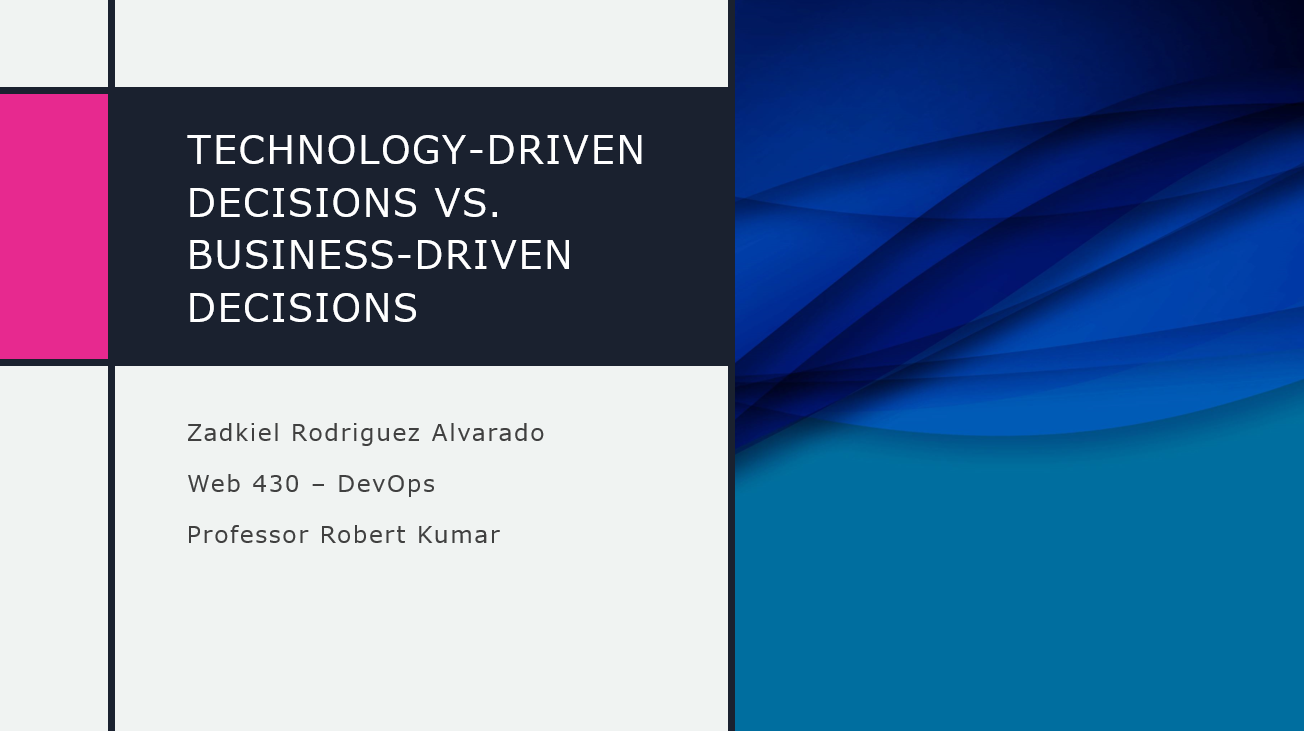 TECHNOLOGY-DRIVEN
DECISIONS VS.
BUSINESS-DRIVEN
DECISIONS
Zadkiel Rodriguez Alvarado
Web 430 – DevOps
Professor Robert Kumar